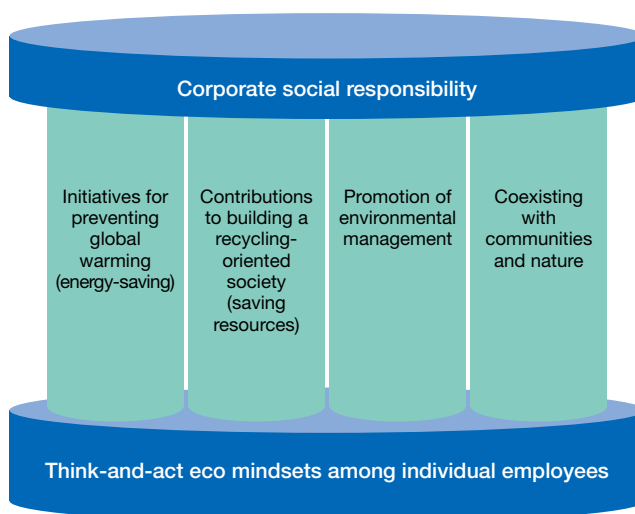 Corporate social responsibility
Initiatives for
preventing
global
warming
(energy-saving)
Contributions
to building a
recycling-
oriented
society
(saving
resources)
Promotion of
environmental
management
Coexisting
with
communities
and nature
Think-and-act eco mindsets among individual employees